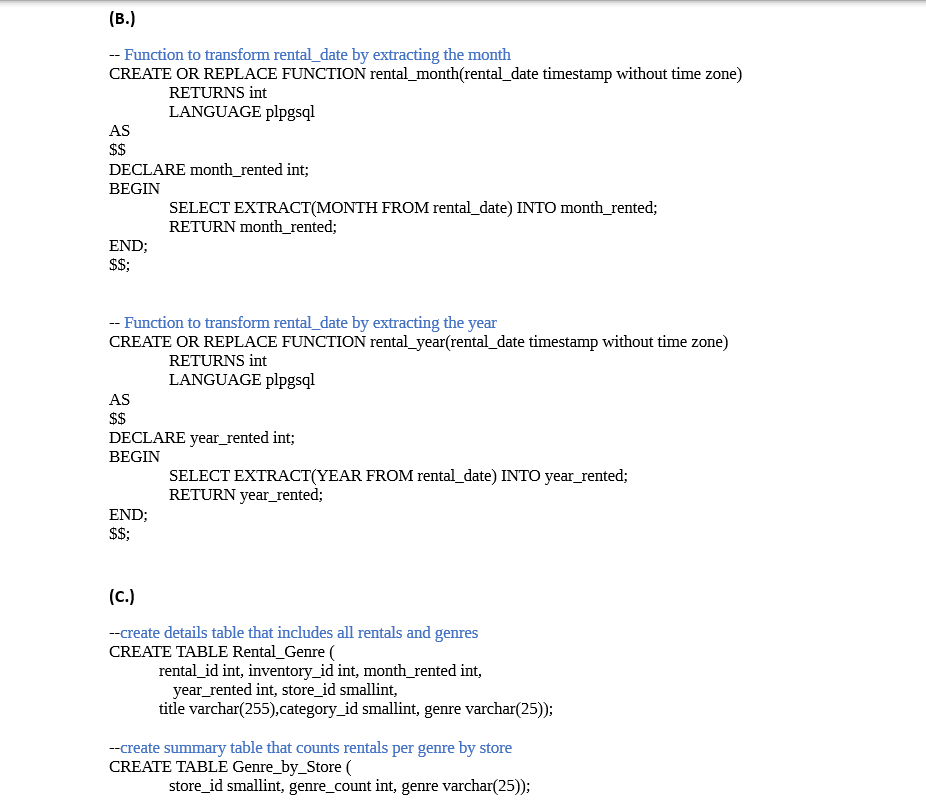 (B.)
-- Function to transform rental_date by extracting the month
CREATE OR REPLACE FUNCTION rental_month(rental_date timestamp without time zone)
RETURNS int
LANGUAGE plpgsql
AS
$$
DECLARE month_rented int;
BEGIN
SELECT EXTRACT(MONTH FROM rental_date) INTO month_rented;
RETURN month_rented;
END;
$$;
-- Function to transform rental_date by extracting the year
CREATE OR REPLACE FUNCTION rental_year(rental_date timestamp without time zone)
RETURNS int
LANGUAGE plpgsql
AS
$$
DECLARE year_rented int;
BEGIN
SELECT EXTRACT(YEAR FROM rental_date) INTO year_rented;
RETURN year_rented;
END;
$$;
(C.)
--create details table that includes all rentals and genres
CREATE TABLE Rental_Genre (
rental_id int, inventory_id int, month_rented int,
year_rented int, store_id smallint,
title varchar(255),category_id smallint, genre varchar(25));
--create summary table that counts rentals per genre by store
CREATE TABLE Genre_by_Store (
store_id smallint, genre_count int, genre varchar(25));